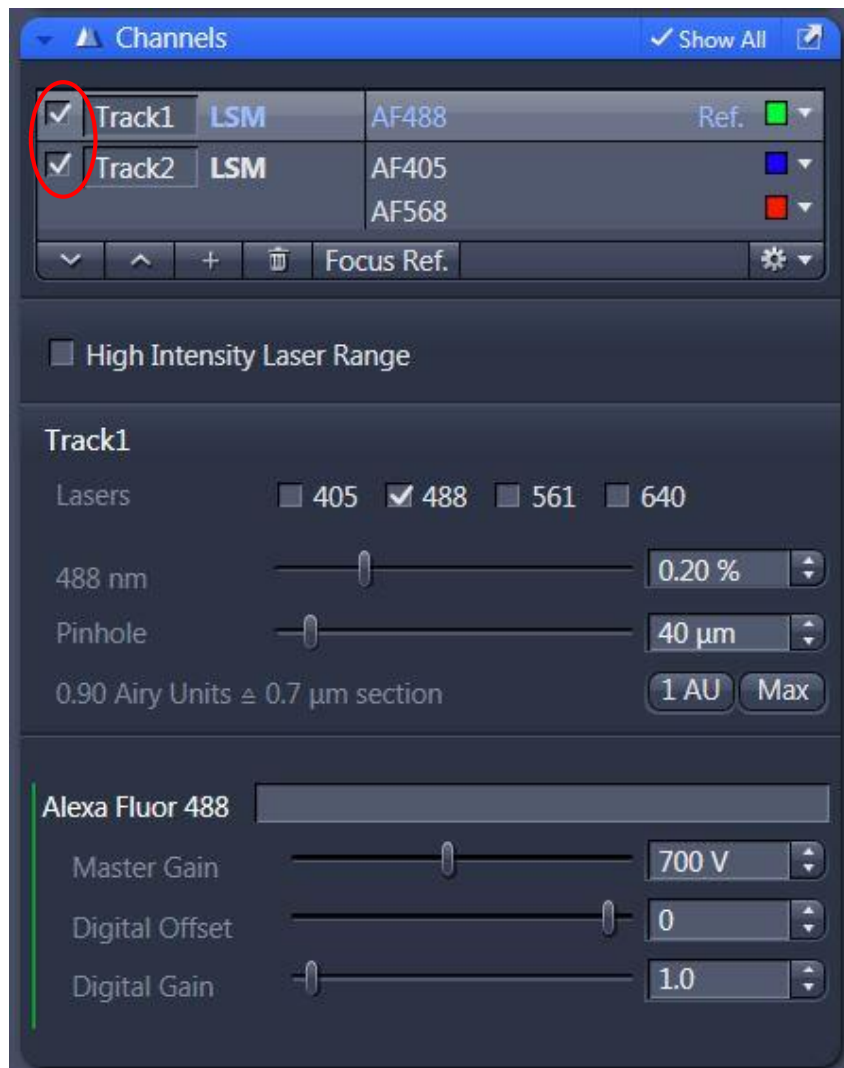 Channels Show All
Track1 LSM AF488 Ref.
Track2 LSM AF405
AF568
+ Focus Ref.
High Intensity Laser Range
Track1
Lasers 405 488 561 640
488 nm 0.20 %
Pinhole 40 µm
0.90 Airy Units ≙ 0.7 µm section 1 AU Max
Alexa Fluor 488
Master Gain 700 V
Digital Offset 0
Digital Gain 1.0